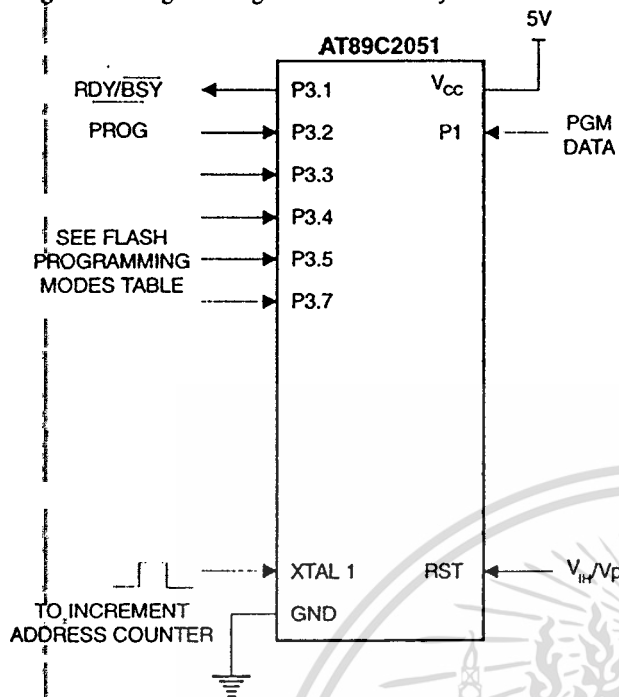 5V
AT89C2051
RDY/BSY
P3.1
VCC
PROG
P3.2
P1
PGM
DATA
P3.3
P3.4
SEE FLASH
PROGRAMMING
MODES TABLE
P3.5
P3.7
XTAL 1
RST
VIH/VP
TO INCREMENT
ADDRESS COUNTER
GND